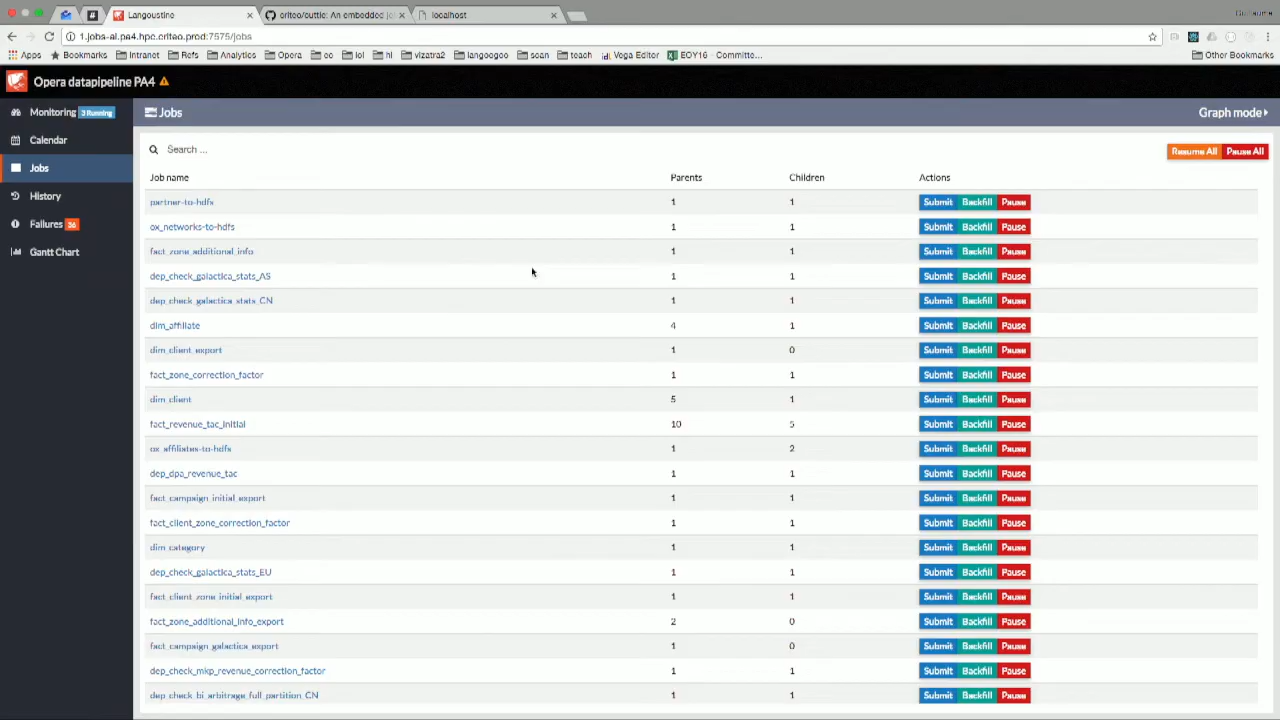 Langoustine criteo/cuttle: An embedded jo localhost Guillaume
1.jobs-al.pa4.hpc.criteo.prod:7575/jobs
Apps Bookmarks Intranet Refs Analytics Opera oo lol hi vizatra2 langoogoo scan teach Vega Editor EOY16 - Committe... Other Bookmarks
Opera datapipeline PA4
Monitoring 3 Running
Calendar
Jobs
History
Failures 36
Gantt Chart
Jobs Graph mode
Search ... Resume All Pause All
Job name Parents Children Actions
partner-to-hdfs 1 1 Submit Backfill Pause
ox_networks-to-hdfs 1 1 Submit Backfill Pause
fact_zone_additional_info 1 1 Submit Backfill Pause
dep_check_galactica_stats_AS 1 1 Submit Backfill Pause
dep_check_galactica_stats_CN 1 1 Submit Backfill Pause
dim_affiliate 4 1 Submit Backfill Pause
dim_client_export 1 0 Submit Backfill Pause
fact_zone_correction_factor 1 1 Submit Backfill Pause
dim_client 5 1 Submit Backfill Pause
fact_revenue_tac_initial 10 5 Submit Backfill Pause
ox_affiliates-to-hdfs 1 2 Submit Backfill Pause
dep_dpa_revenue_tac 1 1 Submit Backfill Pause
fact_campaign_initial_export 1 1 Submit Backfill Pause
fact_client_zone_correction_factor 1 1 Submit Backfill Pause
dim_category 1 1 Submit Backfill Pause
dep_check_galactica_stats_EU 1 1 Submit Backfill Pause
fact_client_zone_initial_export 1 1 Submit Backfill Pause
fact_zone_additional_info_export 2 0 Submit Backfill Pause
fact_campaign_galactica_export 1 0 Submit Backfill Pause
dep_check_mkp_revenue_correction_factor 1 1 Submit Backfill Pause
dep_check_bi_arbitrage_full_partition_CN 1 1 Submit Backfill Pause